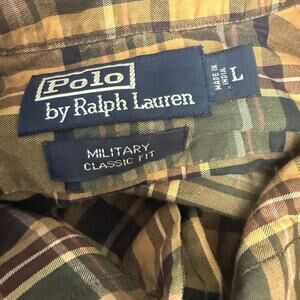 Polo
by Ralph Lauren
L
MADE IN
INDIA
MILITARY
CLASSIC FIT